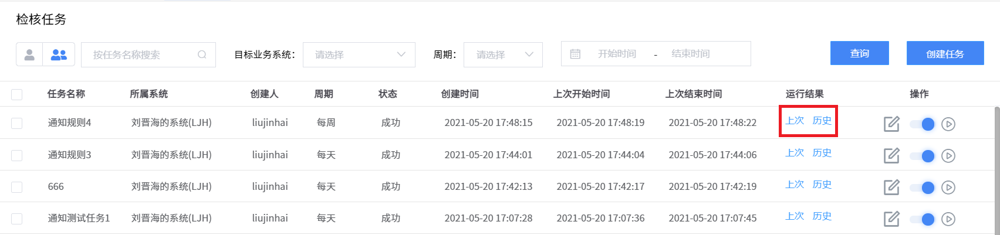 检核任务
按任务名称搜索 目标业务系统： 请选择 周期： 请选择 开始时间 - 结束时间 查询 创建任务
任务名称 所属系统 创建人 周期 状态 创建时间 上次开始时间 上次结束时间 运行结果 操作
通知规则4 刘晋海的系统(LJH) liujinhai 每周 成功 2021-05-20 17:48:15 2021-05-20 17:48:19 2021-05-20 17:48:22 上次 历史
通知规则3 刘晋海的系统(LJH) liujinhai 每天 成功 2021-05-20 17:44:01 2021-05-20 17:44:04 2021-05-20 17:44:06 上次 历史
666 刘晋海的系统(LJH) liujinhai 每天 成功 2021-05-20 17:42:13 2021-05-20 17:42:17 2021-05-20 17:42:19 上次 历史
通知测试任务1 刘晋海的系统(LJH) liujinhai 每天 成功 2021-05-20 17:07:28 2021-05-20 17:07:36 2021-05-20 17:07:45 上次 历史